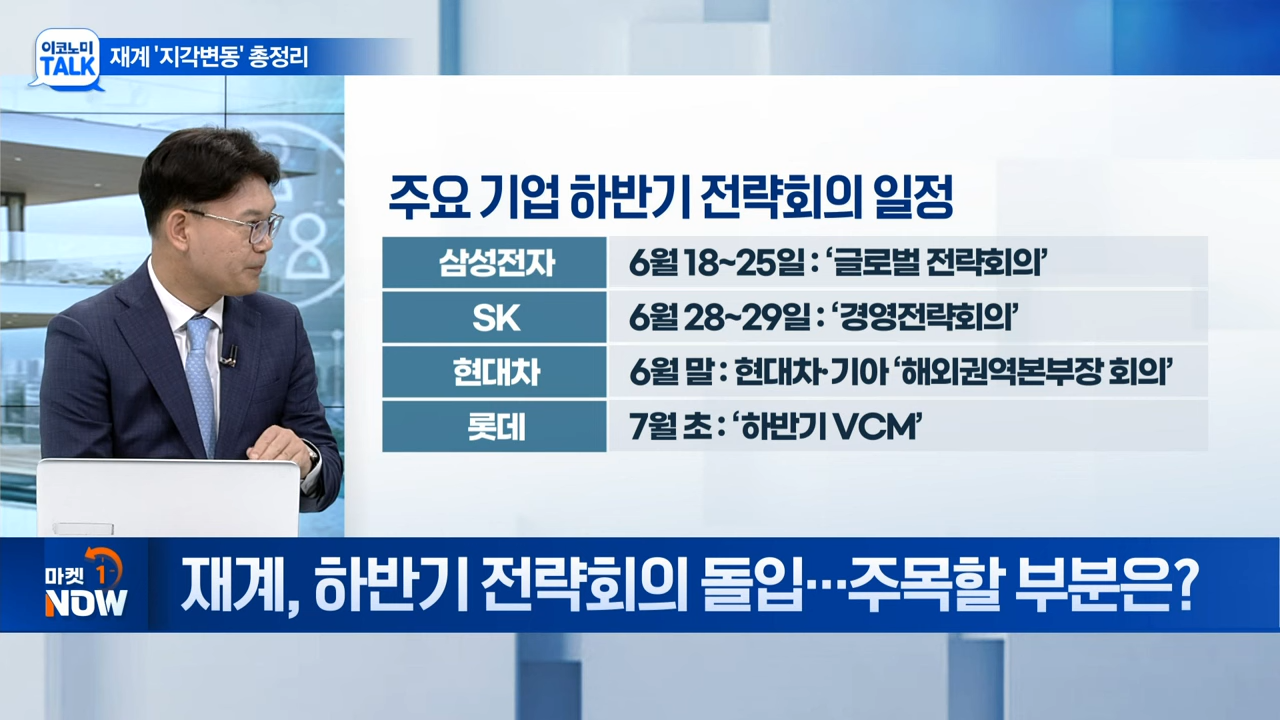 이코노미
TALK
재계 '지각변동' 총정리
주요 기업 하반기 전략회의 일정
삼성전자 6월 18~25일 : ‘글로벌 전략회의’
SK 6월 28~29일 : ‘경영전략회의’
현대차 6월 말 : 현대차·기아 ‘해외권역본부장 회의’
롯데 7월 초 : ‘하반기 VCM’
마켓 1
NOW
재계, 하반기 전략회의 돌입…주목할 부분은?